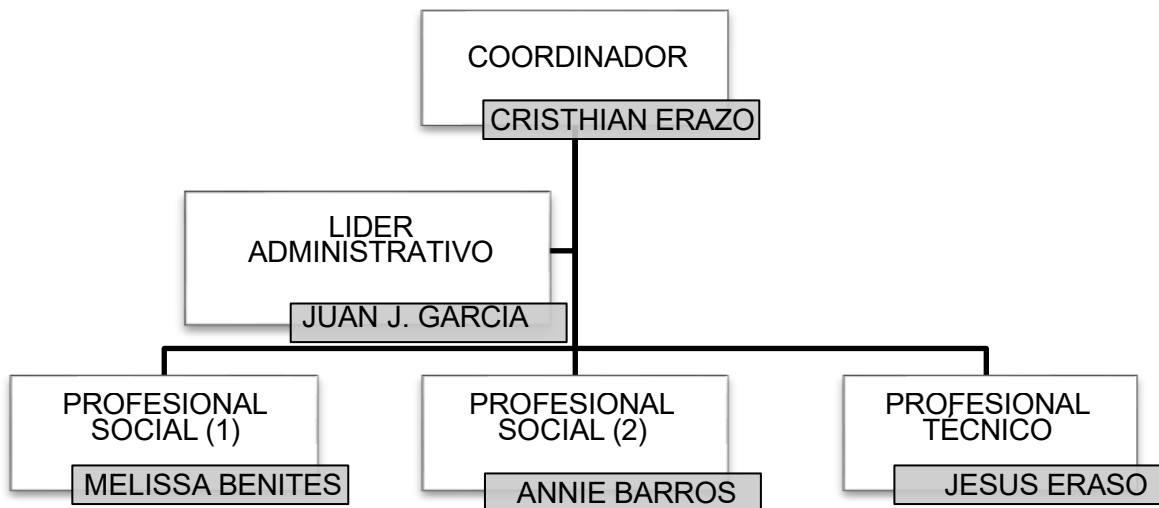 COORDINADOR
CRISTHIAN ERAZO
LIDER
ADMINISTRATIVO
JUAN J. GARCIA
PROFESIONAL
SOCIAL (1)
MELISSA BENITES
PROFESIONAL
SOCIAL (2)
ANNIE BARROS
PROFESIONAL
TÉCNICO
JESUS ERASO